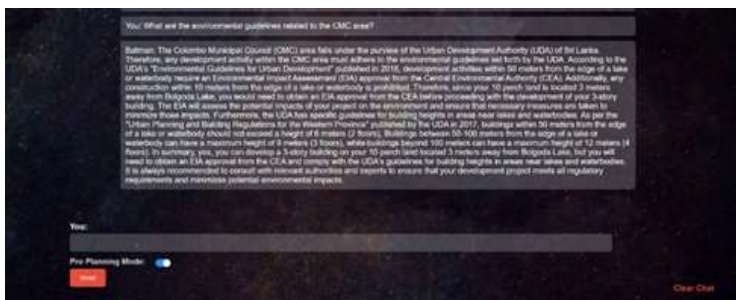 You: What are the environmental guidelines related to the CMC area?
Batman: The Colombo Municipal Council (CMC) area falls under the purview of the Urban Development Authority (UDA) of Sri Lanka.
Therefore, any development activity within the CMC area must adhere to the environmental guidelines set forth by the UDA. According to the
UDA's "Environmental Guidelines for Urban Development" published in 2018, development activities within 50 meters from the edge of a lake
or waterbody require an Environmental Impact Assessment (EIA) approval from the Central Environmental Authority (CEA). Additionally, any
construction within 10 meters from the edge of a lake or waterbody is prohibited. Therefore, since your 10 perch land is located 3 meters
away from Bolgoda Lake, you would need to obtain an EIA approval from the CEA before proceeding with the development of your 3-story
building. The EIA will assess the potential impacts of your project on the environment and ensure that necessary measures are taken to
minimize those impacts. Furthermore, the UDA has specific guidelines for building heights in areas near lakes and waterbodies. As per the
"Urban Planning and Building Regulations for the Western Province" published by the UDA in 2017, buildings within 50 meters from the edge
of a lake or waterbody should not exceed a height of 6 meters (2 floors). Buildings between 50-100 meters from the edge of a lake or
waterbody can have a maximum height of 9 meters (3 floors), while buildings beyond 100 meters can have a maximum height of 12 meters (4
floors). In summary, yes, you can develop a 3-story building on your 10 perch land located 3 meters away from Bolgoda Lake, but you will
need to obtain an EIA approval from the CEA and comply with the UDA's guidelines for building heights in areas near lakes and waterbodies.
It is always recommended to consult with relevant authorities and experts to ensure that your development project meets all regulatory
requirements and minimizes potential environmental impacts.
You:
Pre Planning Mode:
Send
Clear Chat